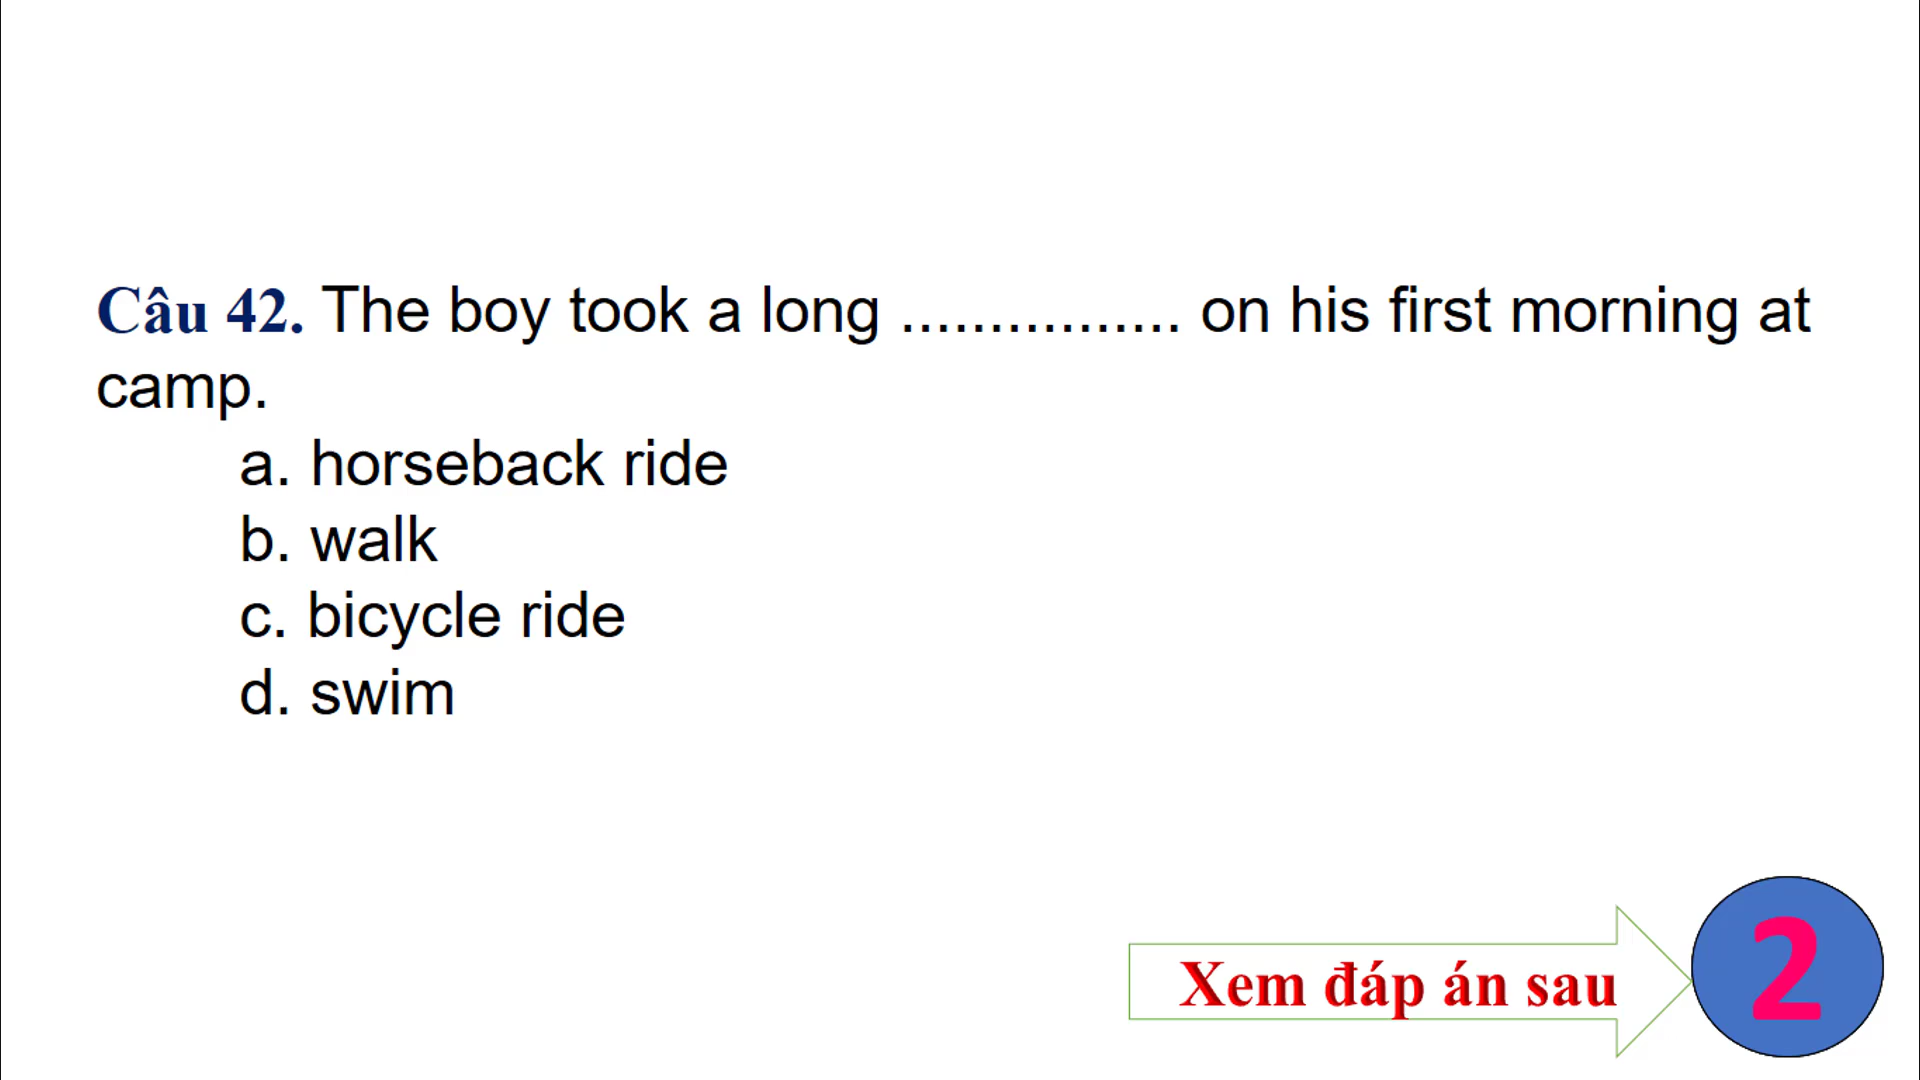 Câu 42. The boy took a long ................ on his first morning at
camp.
a. horseback ride
b. walk
c. bicycle ride
d. swim
Xem đáp án sau
2